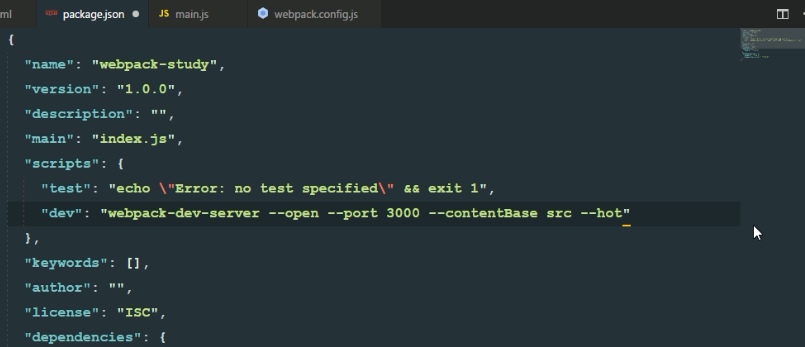 ml package.json JS main.js webpack.config.js
{
"name": "webpack-study",
"version": "1.0.0",
"description": "",
"main": "index.js",
"scripts": {
"test": "echo \"Error: no test specified\" && exit 1",
"dev": "webpack-dev-server --open --port 3000 --contentBase src --hot"
},
"keywords": [],
"author": "",
"license": "ISC",
"dependencies": {